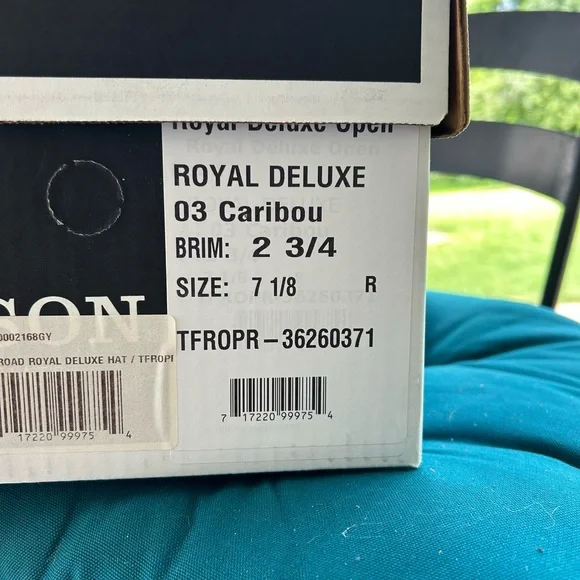 Royal Deluxe Open
ROYAL DELUXE
03 Caribou
BRIM: 2 3/4
SIZE: 7 1/8 R
TFROPR-36260371
7 17220 99975 4
SON
0002168GY
ROAD ROYAL DELUXE HAT / TFROPR
17220 99975 4